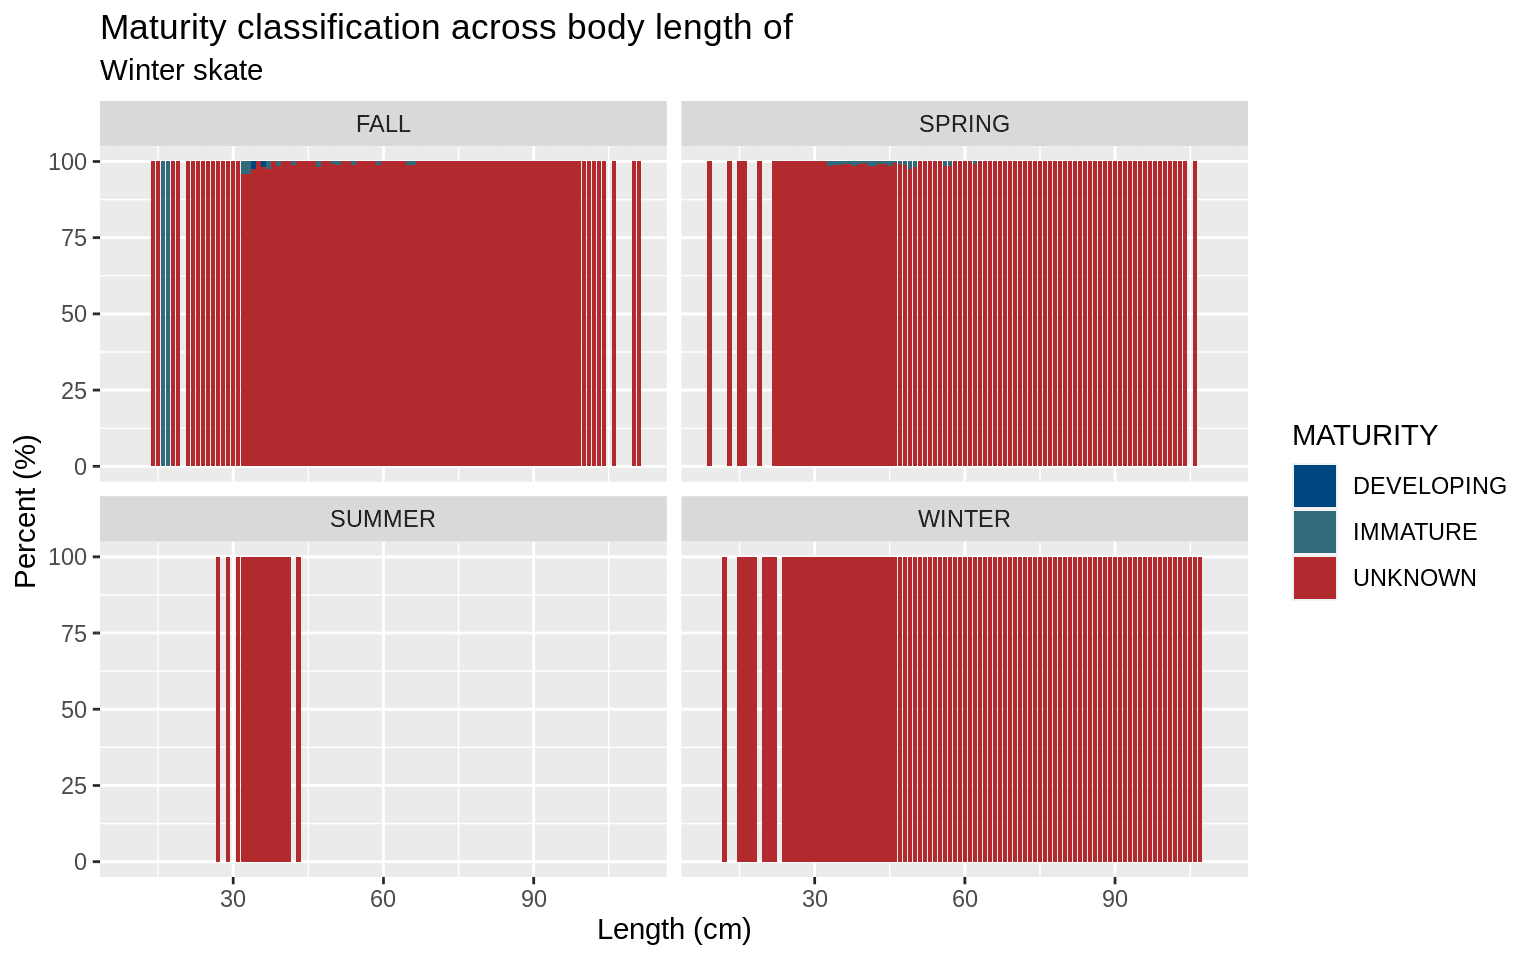 Maturity classification across body length of
Winter skate
FALL
SPRING
100
75
50
25
0
SUMMER
WINTER
100
75
50
25
0
30
60
90
30
60
90
Length (cm)
Percent (%)
MATURITY
DEVELOPING
IMMATURE
UNKNOWN